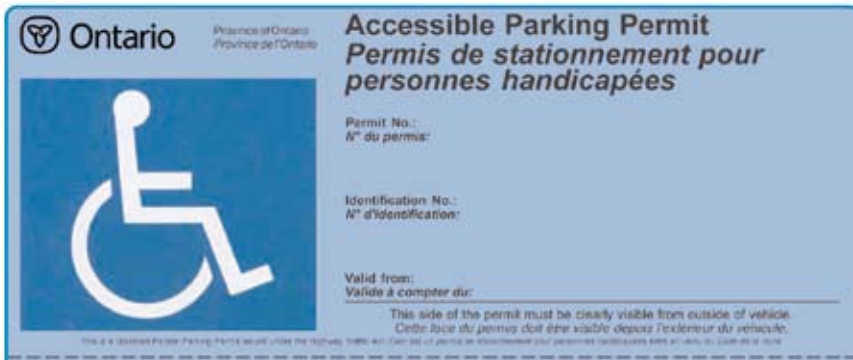 Ontario
Province of Ontario
Province de l'Ontario
Accessible Parking Permit
Permis de stationnement pour
personnes handicapées
Permit No.:
N° du permis:
Identification No.:
N° d'identification:
Valid from:
Valide à compter du:
This side of the permit must be clearly visible from outside of vehicle.
Cette face du permis doit être visible depuis l'extérieur du véhicule.